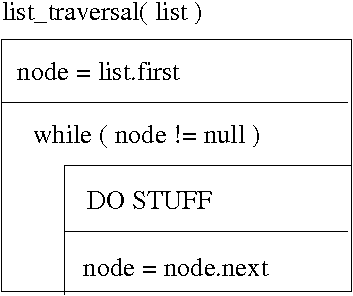 list_traversal( list )
node = list.first
while ( node != null )
DO STUFF
node = node.next